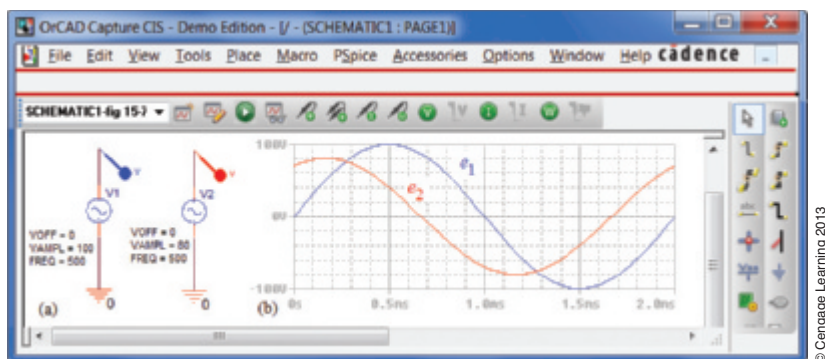 OrCAD Capture CIS - Demo Edition - [/ - (SCHEMATIC1 : PAGE1)]
File Edit View Tools Place Macro PSpice Accessories Options Window Help cādence
SCHEMATIC1-fig 15-7
V
V1
VOFF = 0
VAMPL = 100
FREQ = 500
0
(a)
V
V2
VOFF = 0
VAMPL = 80
FREQ = 500
0
(b)
100V
0V
-100V
e1
e2
0s 0.5ms 1.0ms 1.5ms 2.0ms
© Cengage Learning 2013